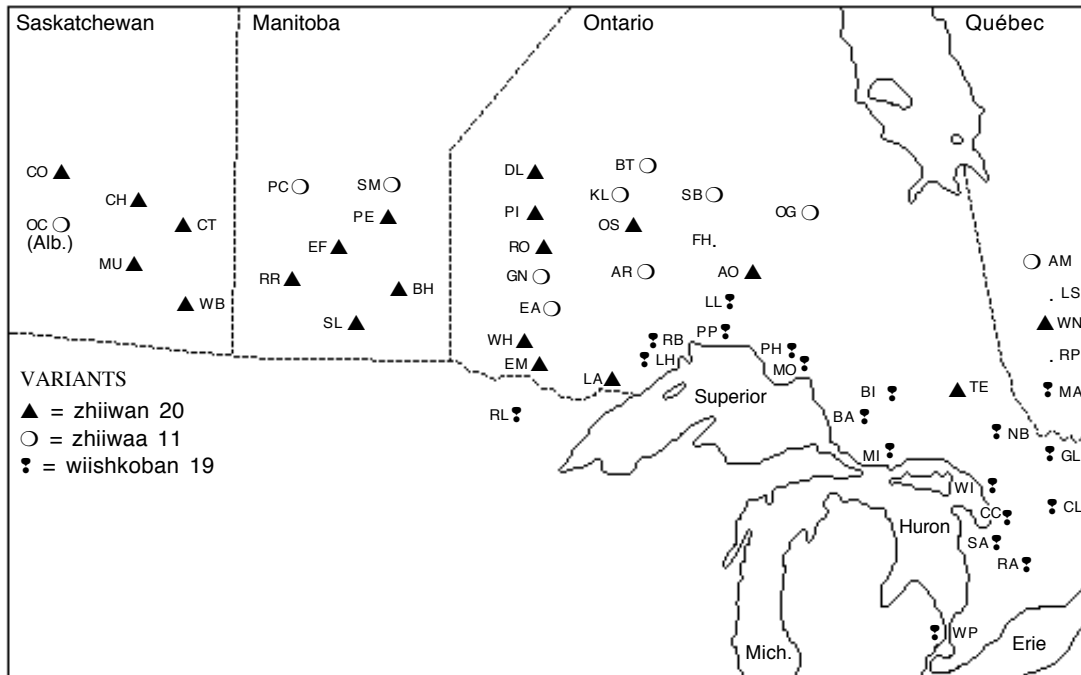 Saskatchewan Manitoba Ontario Québec
CO
CH
OC
(Alb.)
CT
MU
WB
PC
SM
PE
EF
RR
BH
SL
DL
BT
PI
KL
SB
OG
OS
RO
FH
GN
AR
AO
AM
EA
LL
LS
WN
WH
RB
PP
PH
RP
EM
LH
MO
LA
Superior
BI
TE
MA
RL
BA
NB
MI
GL
WI
CC
CL
Huron
SA
RA
WP
Mich.
Erie
VARIANTS
▲ = zhiiwan 20
○ = zhiiwaa 11
= wiishkoban 19